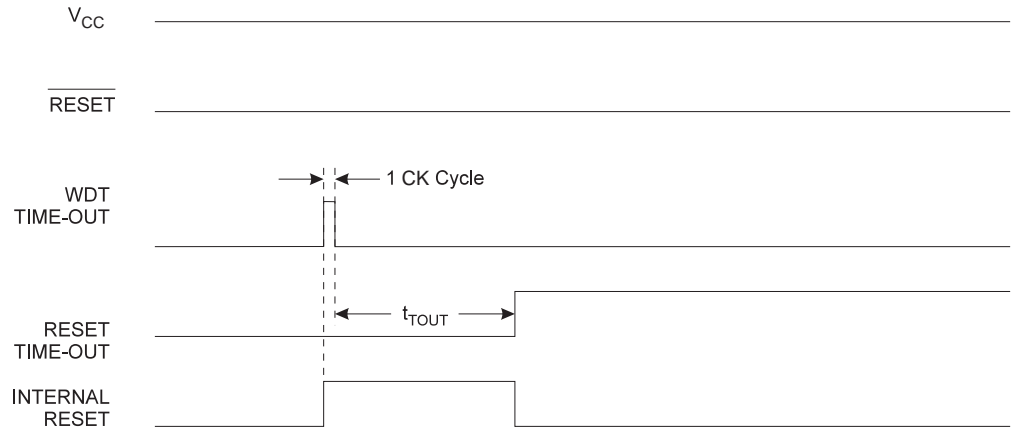 VCC
RESET
1 CK Cycle
WDT
TIME-OUT
tTOUT
RESET
TIME-OUT
INTERNAL
RESET